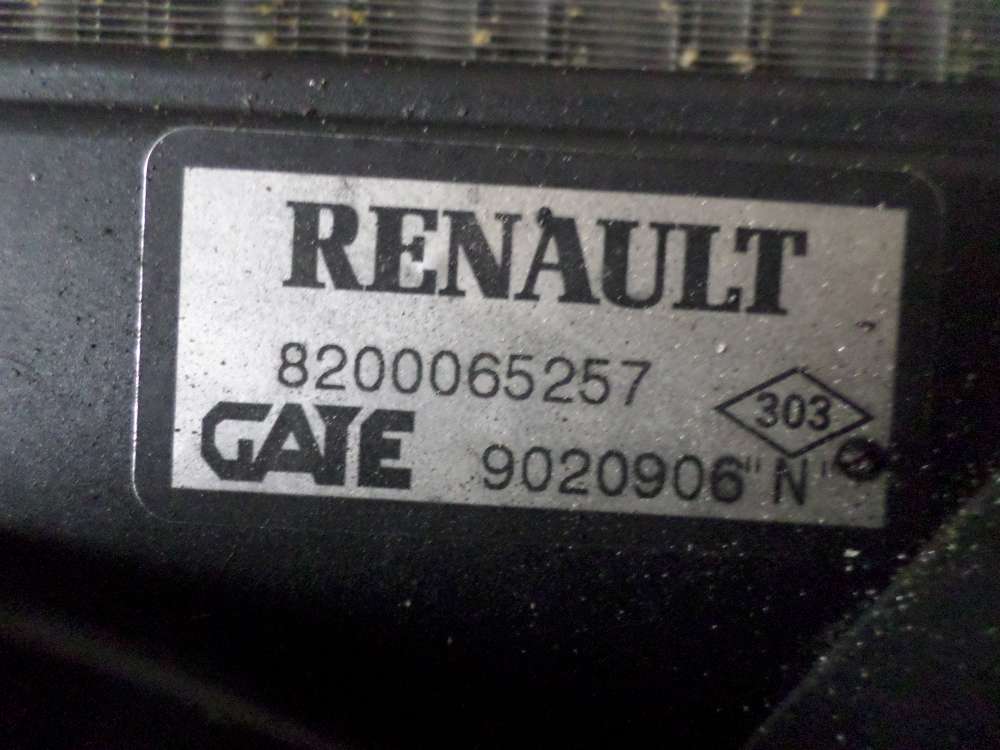 RENAULT
8200065257
303
GATE
9020906"N"